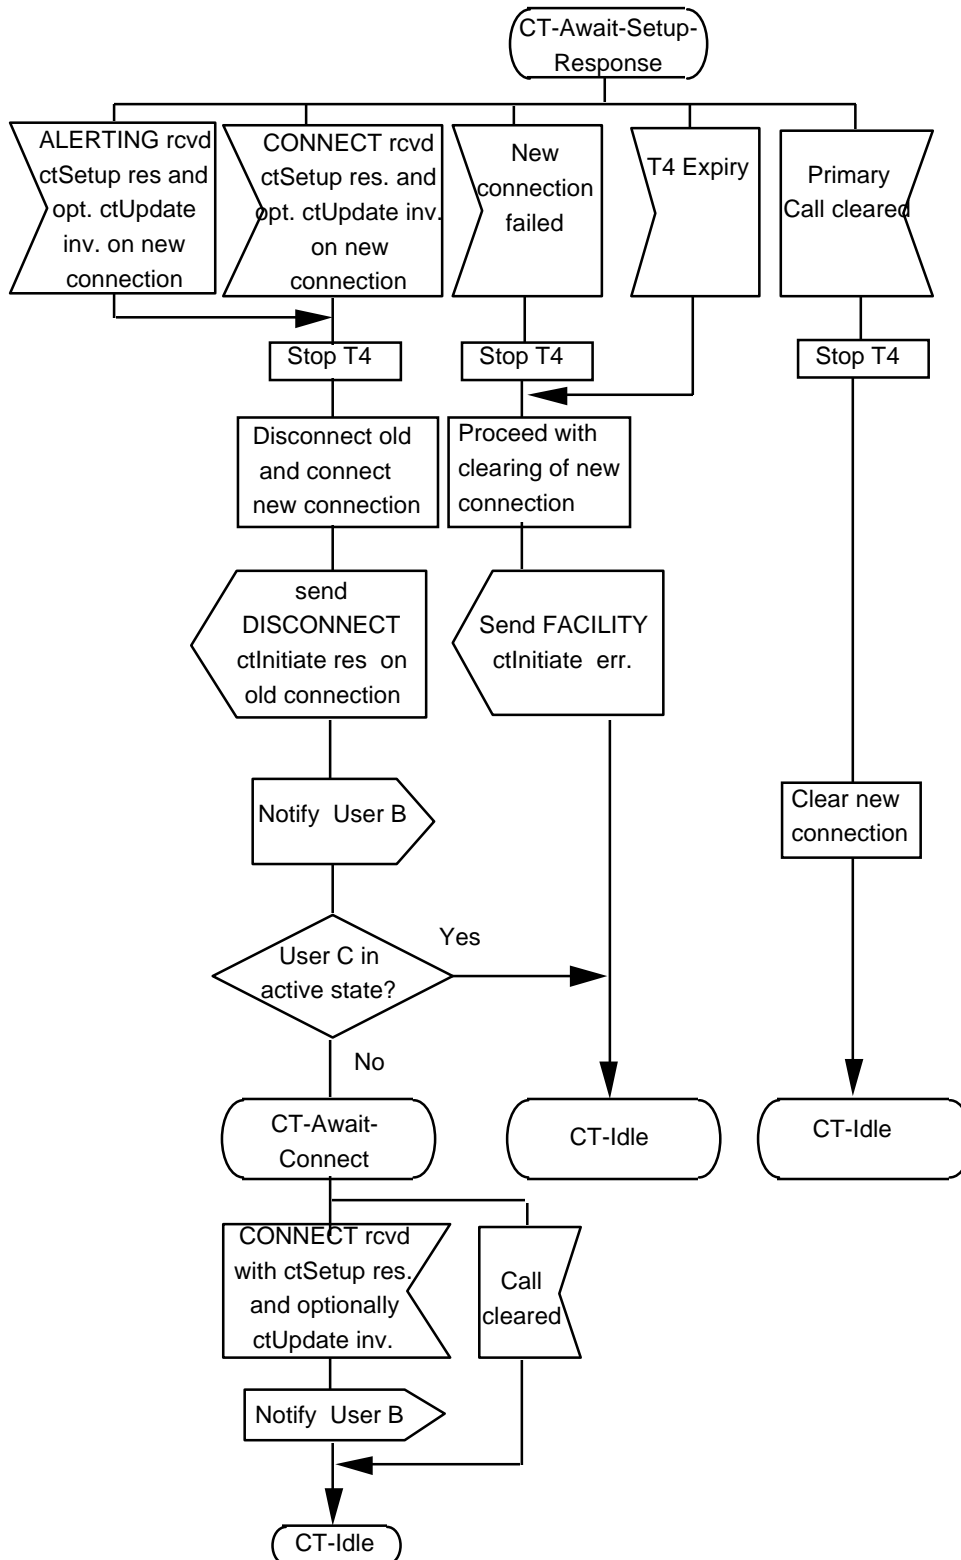 CT-Await-Setup-
Response
ALERTING rcvd
ctSetup res and
opt. ctUpdate
inv. on new
connection
CONNECT rcvd
ctSetup res. and
opt. ctUpdate inv.
on new
connection
New
connection
failed
T4 Expiry
Primary
Call cleared
Stop T4
Stop T4
Stop T4
Disconnect old
and connect
new connection
Proceed with
clearing of new
connection
send
DISCONNECT
ctInitiate res on
old connection
Send FACILITY
ctInitiate err.
Notify User B
Clear new
connection
User C in
active state?
Yes
No
CT-Await-
Connect
CT-Idle
CT-Idle
CONNECT rcvd
with ctSetup res.
and optionally
ctUpdate inv.
Call
cleared
Notify User B
CT-Idle